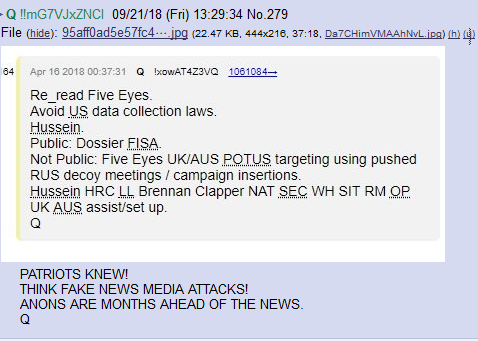 Q !!mG7VJxZNCI 09/21/18 (Fri) 13:29:34 No.279
File (hide): 95aff0ad5e57fc4⋯.jpg (22.47 KB, 444x216, 37:18, Da7CHimVMAAhNvL.jpg) (h) (u)
64 Apr 16 2018 00:37:31 Q !xowAT4Z3VQ 1061084→
Re_read Five Eyes.
Avoid US data collection laws.
Hussein.
Public: Dossier FISA.
Not Public: Five Eyes UK/AUS POTUS targeting using pushed
RUS decoy meetings / campaign insertions.
Hussein HRC LL Brennan Clapper NAT SEC WH SIT RM OP
UK AUS assist/set up.
Q
PATRIOTS KNEW!
THINK FAKE NEWS MEDIA ATTACKS!
ANONS ARE MONTHS AHEAD OF THE NEWS.
Q